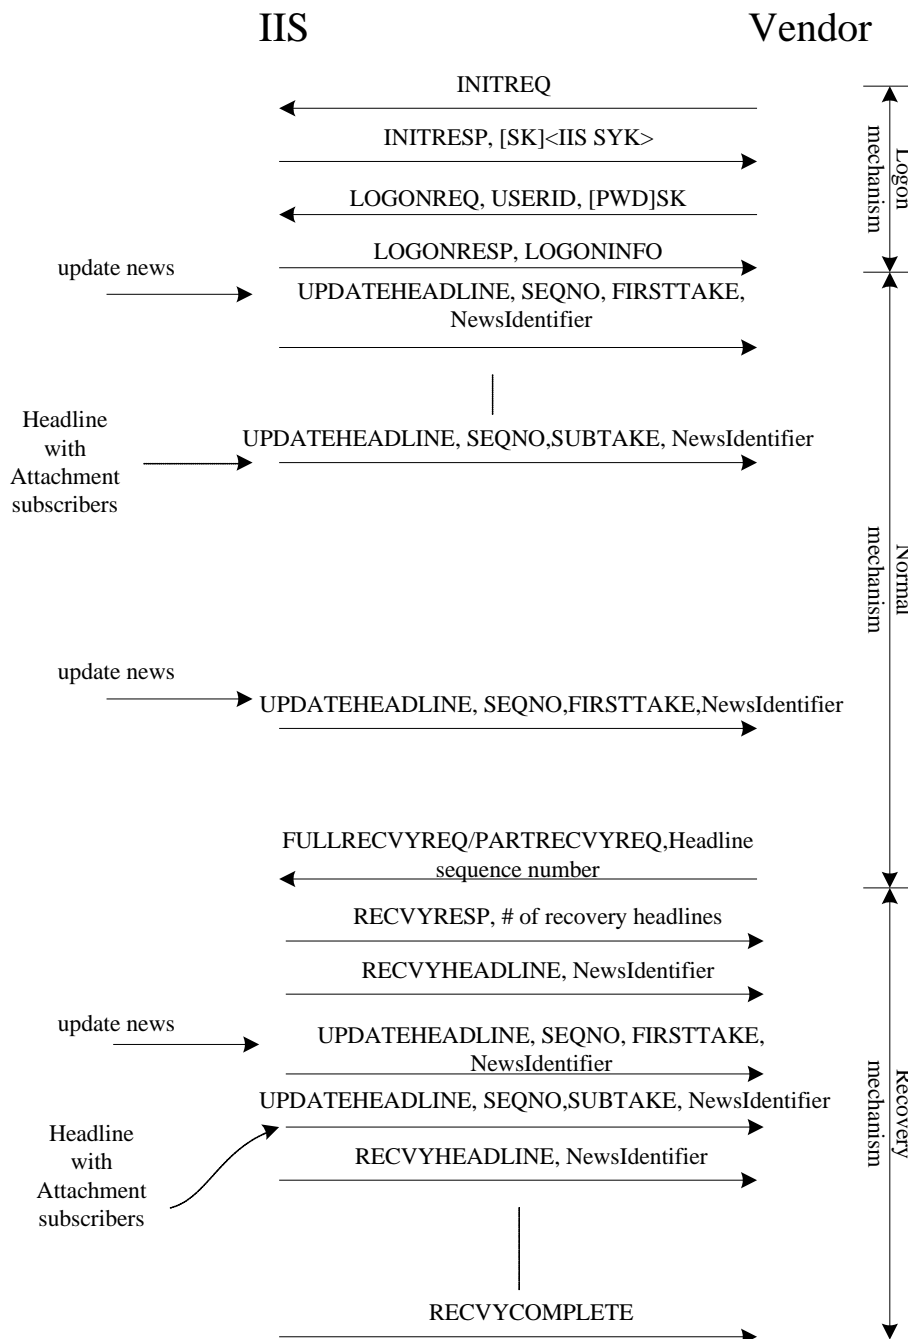 IIS
Vendor
INITREQ
INITRESP, [SK]<IIS SYK>
LOGONREQ, USERID, [PWD]SK
LOGONRESP, LOGONINFO
Logon
mechanism
update news
UPDATEHEADLINE, SEQNO, FIRSTTAKE,
NewsIdentifier
Headline
with
Attachment
subscribers
UPDATEHEADLINE, SEQNO,SUBTAKE, NewsIdentifier
Normal
mechanism
update news
UPDATEHEADLINE, SEQNO,FIRSTTAKE,NewsIdentifier
FULLRECVYREQ/PARTRECVYREQ,Headline
sequence number
RECVYRESP, # of recovery headlines
RECVYHEADLINE, NewsIdentifier
update news
UPDATEHEADLINE, SEQNO, FIRSTTAKE,
NewsIdentifier
UPDATEHEADLINE, SEQNO,SUBTAKE, NewsIdentifier
Headline
with
Attachment
subscribers
RECVYHEADLINE, NewsIdentifier
Recovery
mechanism
RECVYCOMPLETE